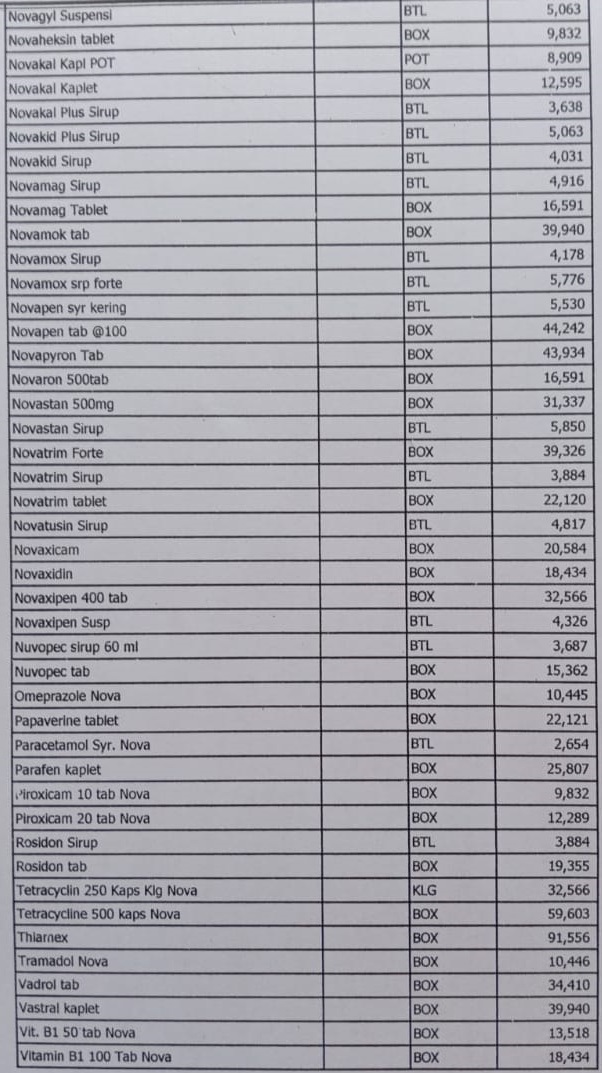 Novagyl Suspensi BTL 5,063
Novaheksin tablet BOX 9,832
Novakal Kapl POT POT 8,909
Novakal Kaplet BOX 12,595
Novakal Plus Sirup BTL 3,638
Novakid Plus Sirup BTL 5,063
Novakid Sirup BTL 4,031
Novamag Sirup BTL 4,916
Novamag Tablet BOX 16,591
Novamok tab BOX 39,940
Novamox Sirup BTL 4,178
Novamox srp forte BTL 5,776
Novapen syr kering BTL 5,530
Novapen tab @100 BOX 44,242
Novapyron Tab BOX 43,934
Novaron 500tab BOX 16,591
Novastan 500mg BOX 31,337
Novastan Sirup BTL 5,850
Novatrim Forte BOX 39,326
Novatrim Sirup BTL 3,884
Novatrim tablet BOX 22,120
Novatusin Sirup BTL 4,817
Novaxicam BOX 20,584
Novaxidin BOX 18,434
Novaxipen 400 tab BOX 32,566
Novaxipen Susp BTL 4,326
Nuvopec sirup 60 ml BTL 3,687
Nuvopec tab BOX 15,362
Omeprazole Nova BOX 10,445
Papaverine tablet BOX 22,121
Paracetamol Syr. Nova BTL 2,654
Parafen kaplet BOX 25,807
Piroxicam 10 tab Nova BOX 9,832
Piroxicam 20 tab Nova BOX 12,289
Rosidon Sirup BTL 3,884
Rosidon tab BOX 19,355
Tetracyclin 250 Kaps Klg Nova KLG 32,566
Tetracycline 500 kaps Nova BOX 59,603
Thiamex BOX 91,556
Tramadol Nova BOX 10,446
Vadrol tab BOX 34,410
Vastral kaplet BOX 39,940
Vit. B1 50 tab Nova BOX 13,518
Vitamin B1 100 Tab Nova BOX 18,434